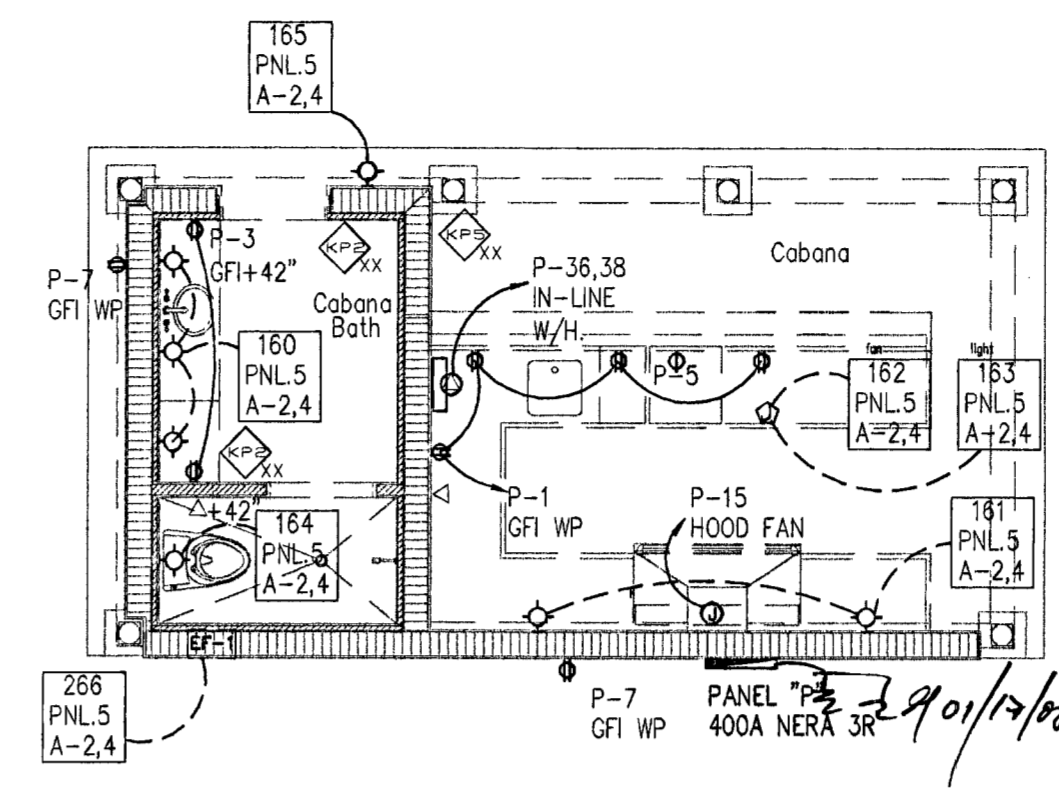 165
PNL.5
A-2,4
P-3
GFI+42"
KP2
XX
KP5
XX
Cabana
P-7
GFI WP
Cabana
Bath
P-36,38
IN-LINE
W/H.
160
PNL.5
A-2,4
P-5
fan
162
PNL.5
A-2,4
light
163
PNL.5
A-2,4
KP2
XX
+42"
164
PNL.5
A-2,4
P-1
GFI WP
P-15
HOOD FAN
161
PNL.5
A-2,4
J
J
EF-1
266
PNL.5
A-2,4
P-7
GFI WP
PANEL "P"
400A NERA 3R